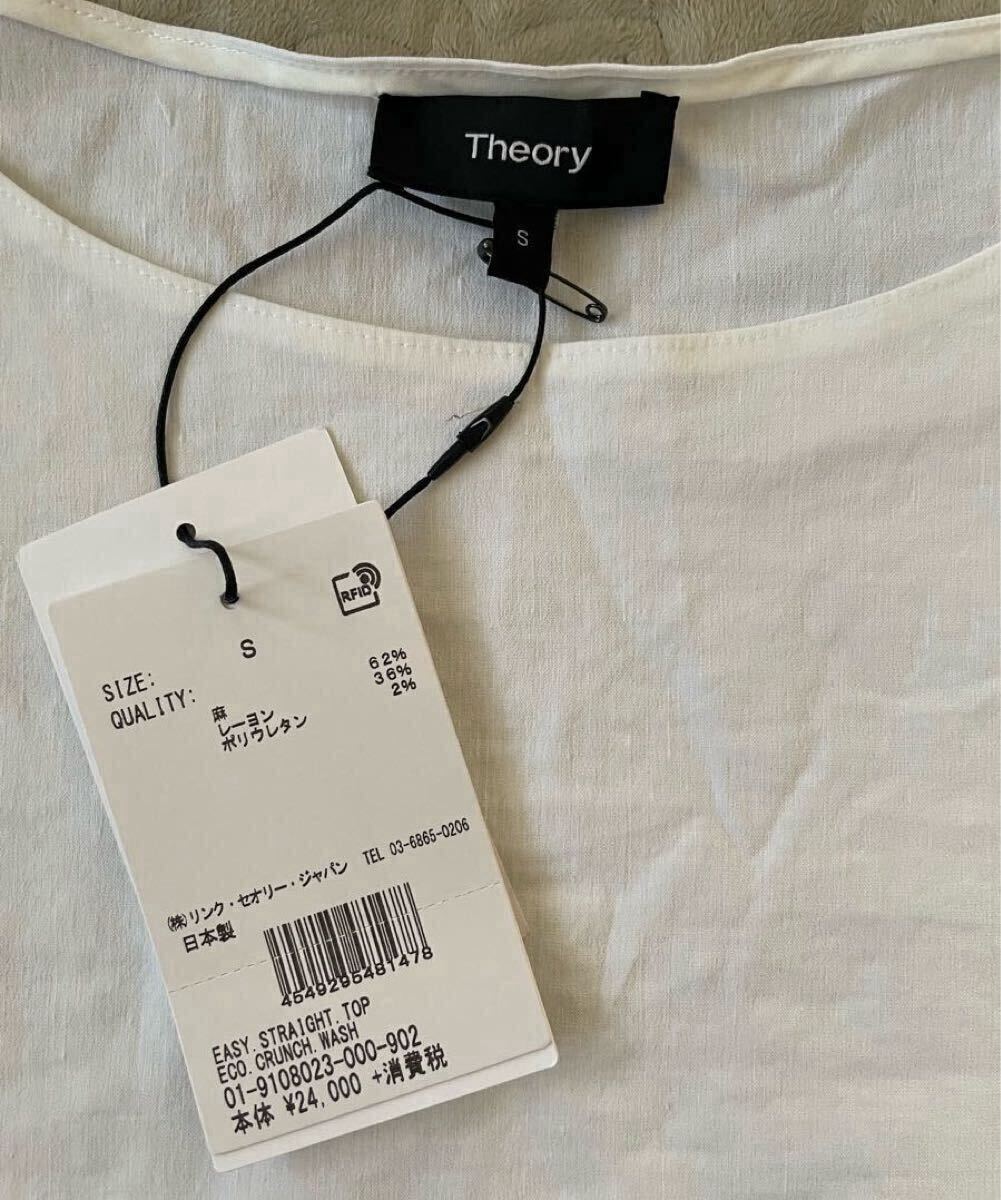 Theory
S
RFID
S
SIZE:
QUALITY:
麻 62%
レーヨン 36%
ポリウレタン 2%
㈱リンク・セオリー・ジャパン TEL 03-6865-0206
日本製
4549295481478
EASY.STRAIGHT.TOP
ECO.CRUNCH.WASH
01-9108023-000-902
本体 ¥24,000 +消費税